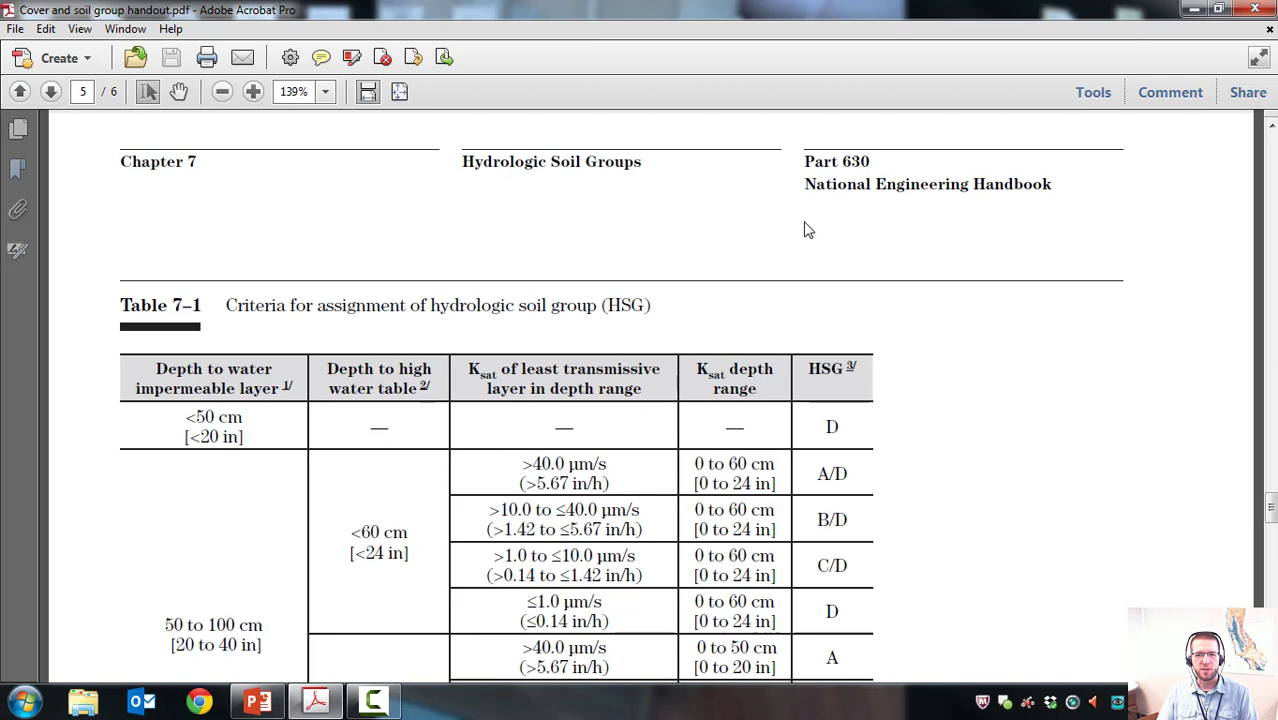 Cover and soil group handout.pdf - Adobe Acrobat Pro
File Edit View Window Help
Create
5 / 6 139% Tools Comment Share
Chapter 7 Hydrologic Soil Groups Part 630
National Engineering Handbook
Table 7–1 Criteria for assignment of hydrologic soil group (HSG)
Depth to water impermeable layer 1/ Depth to high water table 2/ Ksat of least transmissive layer in depth range Ksat depth range HSG 3/
<50 cm
[<20 in] — — — D
50 to 100 cm
[20 to 40 in]
<60 cm
[<24 in]
>40.0 µm/s
(>5.67 in/h)
0 to 60 cm
[0 to 24 in]
A/D
>10.0 to ≤40.0 µm/s
(>1.42 to ≤5.67 in/h)
0 to 60 cm
[0 to 24 in]
B/D
>1.0 to ≤10.0 µm/s
(>0.14 to ≤1.42 in/h)
0 to 60 cm
[0 to 24 in]
C/D
≤1.0 µm/s
(≤0.14 in/h)
0 to 60 cm
[0 to 24 in]
D
>40.0 µm/s
(>5.67 in/h)
0 to 50 cm
[0 to 20 in]
A